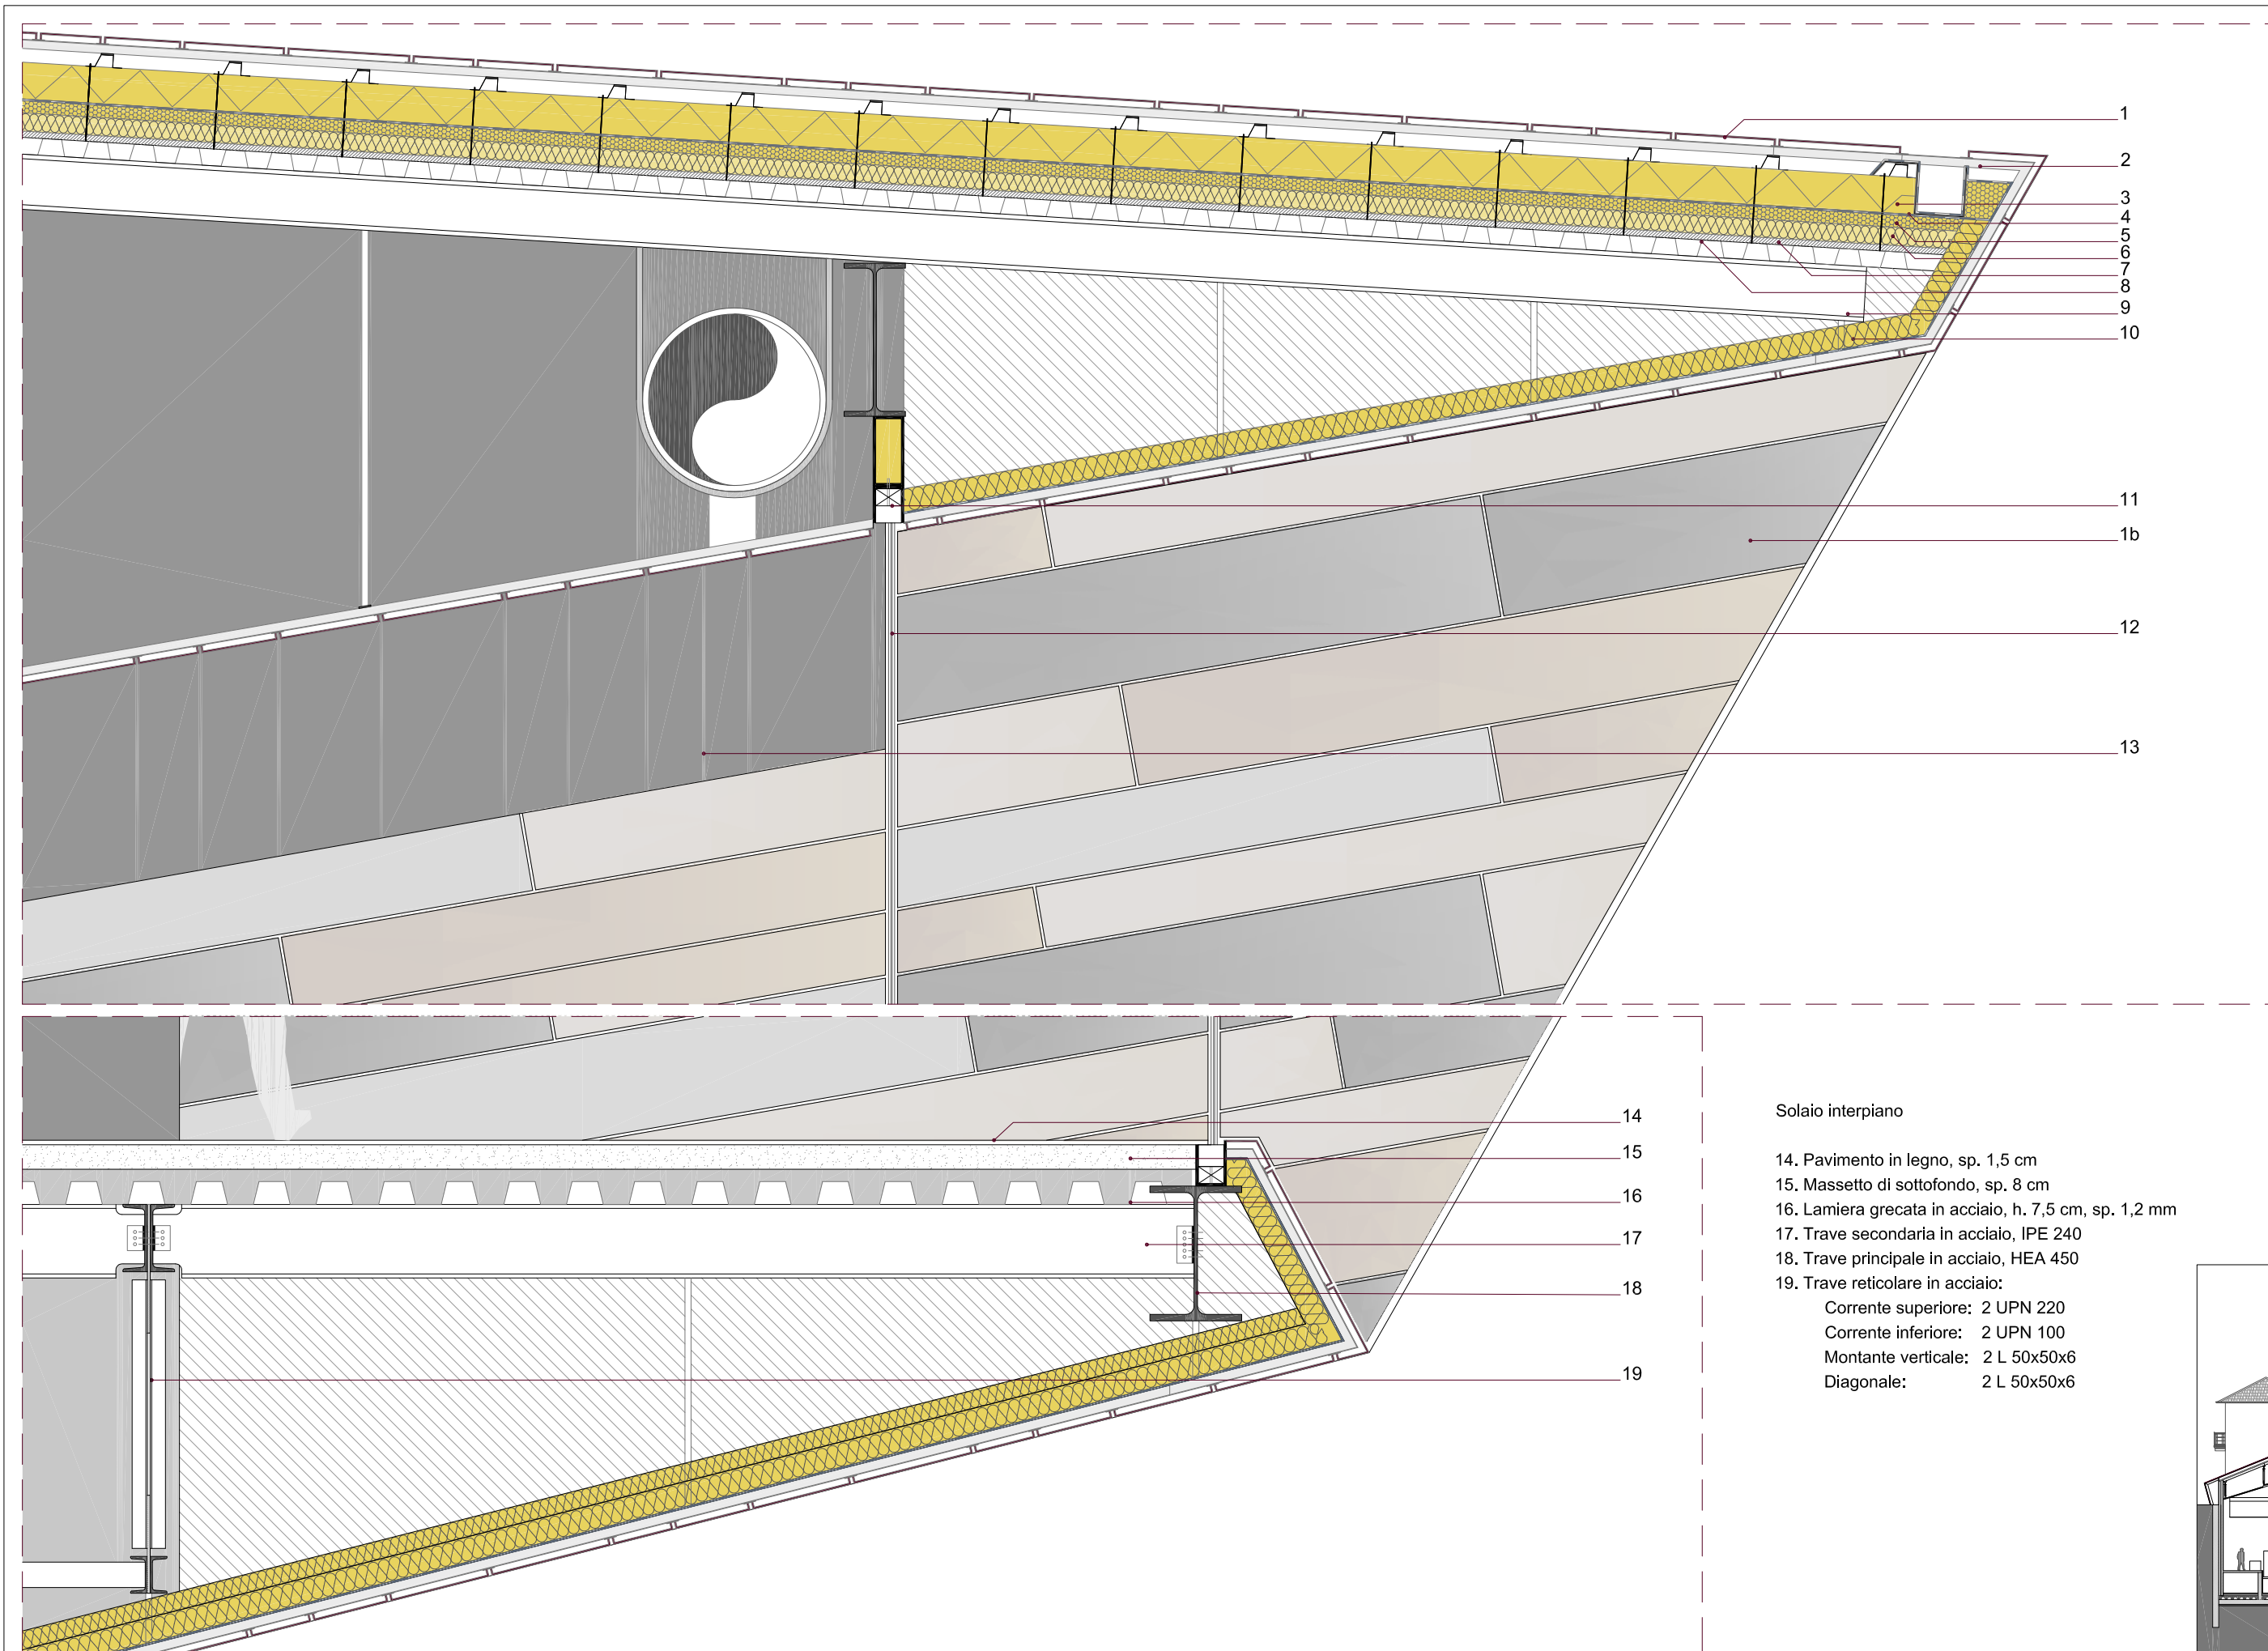 1
2
3
4
5
6
7
8
9
10
11
1b
12
13
14
15
16
17
18
19
Solaio interpiano
14. Pavimento in legno, sp. 1,5 cm
15. Massetto di sottofondo, sp. 8 cm
16. Lamiera grecata in acciaio, h. 7,5 cm, sp. 1,2 mm
17. Trave secondaria in acciaio, IPE 240
18. Trave principale in acciaio, HEA 450
19. Trave reticolare in acciaio:
Corrente superiore: 2 UPN 220
Corrente inferiore: 2 UPN 100
Montante verticale: 2 L 50x50x6
Diagonale: 2 L 50x50x6